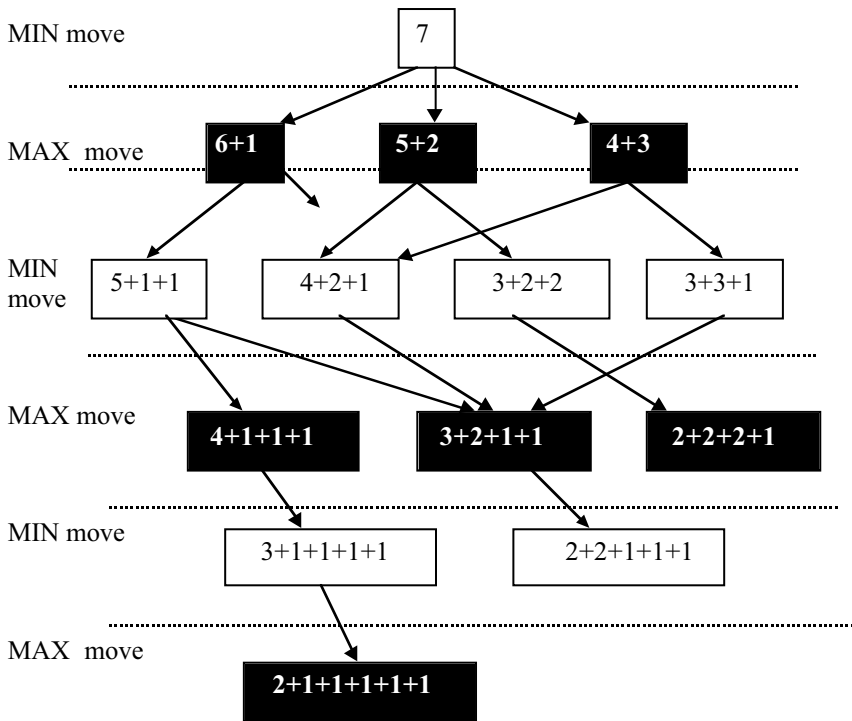 MIN move
7
MAX move
6+1
5+2
4+3
MIN
move
5+1+1
4+2+1
3+2+2
3+3+1
MAX move
4+1+1+1
3+2+1+1
2+2+2+1
MIN move
3+1+1+1+1
2+2+1+1+1
MAX move
2+1+1+1+1+1